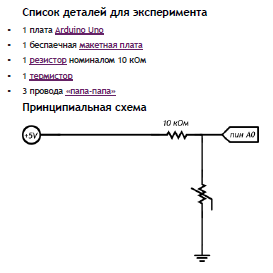 Список деталей для эксперимента
• 1 плата Arduino Uno
• 1 беспаечная макетная плата
• 1 резистор номиналом 10 кОм
• 1 термистор
• 3 провода «папа-папа»
Принципиальная схема
10 кОм
+5V
пин A0